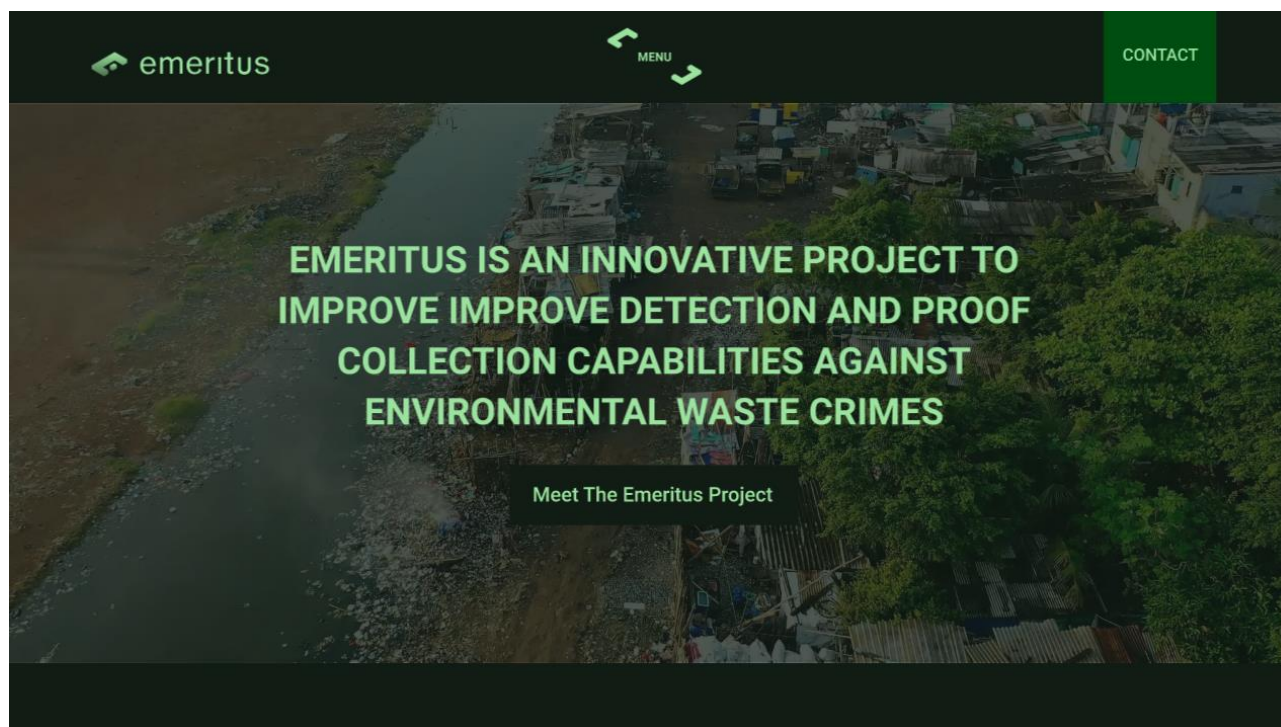 emeritus
MENU
CONTACT
EMERITUS IS AN INNOVATIVE PROJECT TO
IMPROVE IMPROVE DETECTION AND PROOF
COLLECTION CAPABILITIES AGAINST
ENVIRONMENTAL WASTE CRIMES
Meet The Emeritus Project